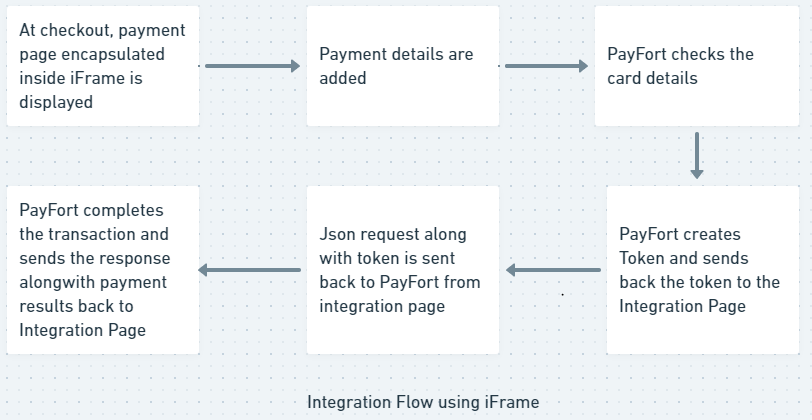 At checkout, payment
page encapsulated
inside iFrame is
displayed
Payment details are
added
PayFort checks the
card details
PayFort creates
Token and sends
back the token to the
Integration Page
Json request along
with token is sent
back to PayFort from
integration page
PayFort completes
the transaction and
sends the response
alongwith payment
results back to
Integration Page
Integration Flow using iFrame